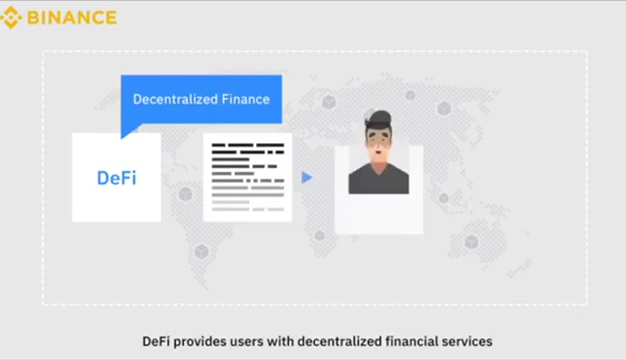 BINANCE
Decentralized Finance
DeFi
DeFi provides users with decentralized financial services